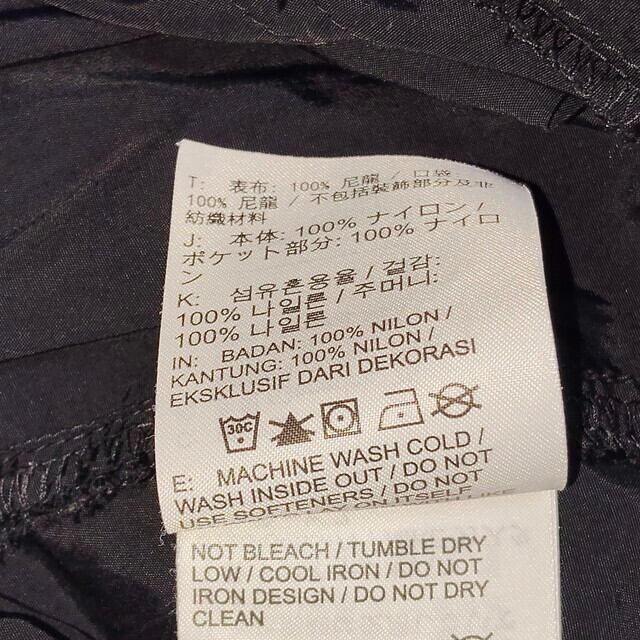 T: 表布: 100% 尼龍 / 口袋
100% 尼龍 / 不包括裝飾部分及非
紡織材料
J: 本体: 100% ナイロン /
ポケット部分: 100% ナイロ
ン
K: 섬유혼용율 / 겉감:
100% 나일론 / 주머니:
100% 나일론
IN: BADAN: 100% NILON /
KANTUNG: 100% NILON /
EKSKLUSIF DARI DEKORASI
30C
E: MACHINE WASH COLD /
WASH INSIDE OUT / DO NOT
USE SOFTENERS / DO NOT
NOT BLEACH / TUMBLE DRY
LOW / COOL IRON / DO NOT
IRON DESIGN / DO NOT DRY
CLEAN